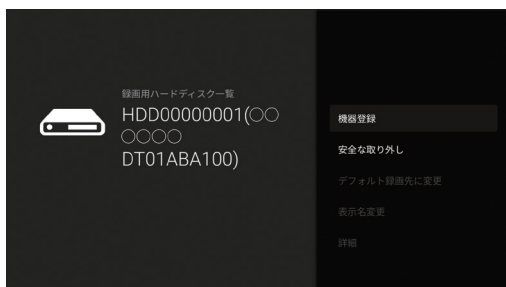 録画用ハードディスク一覧
HDD00000001(○○
○○○○
DT01ABA100)
機器登録
安全な取り外し
デフォルト録画先に変更
表示名変更
詳細